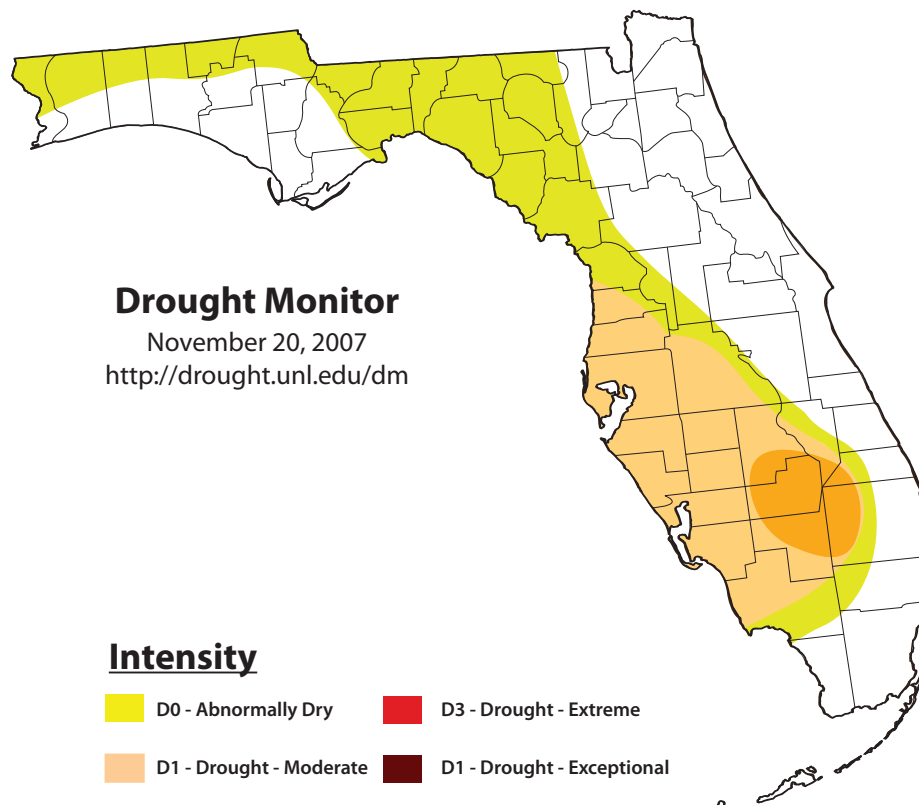 Drought Monitor
November 20, 2007
http://drought.unl.edu/dm
Intensity
D0 - Abnormally Dry
D3 - Drought - Extreme
D1 - Drought - Moderate
D1 - Drought - Exceptional